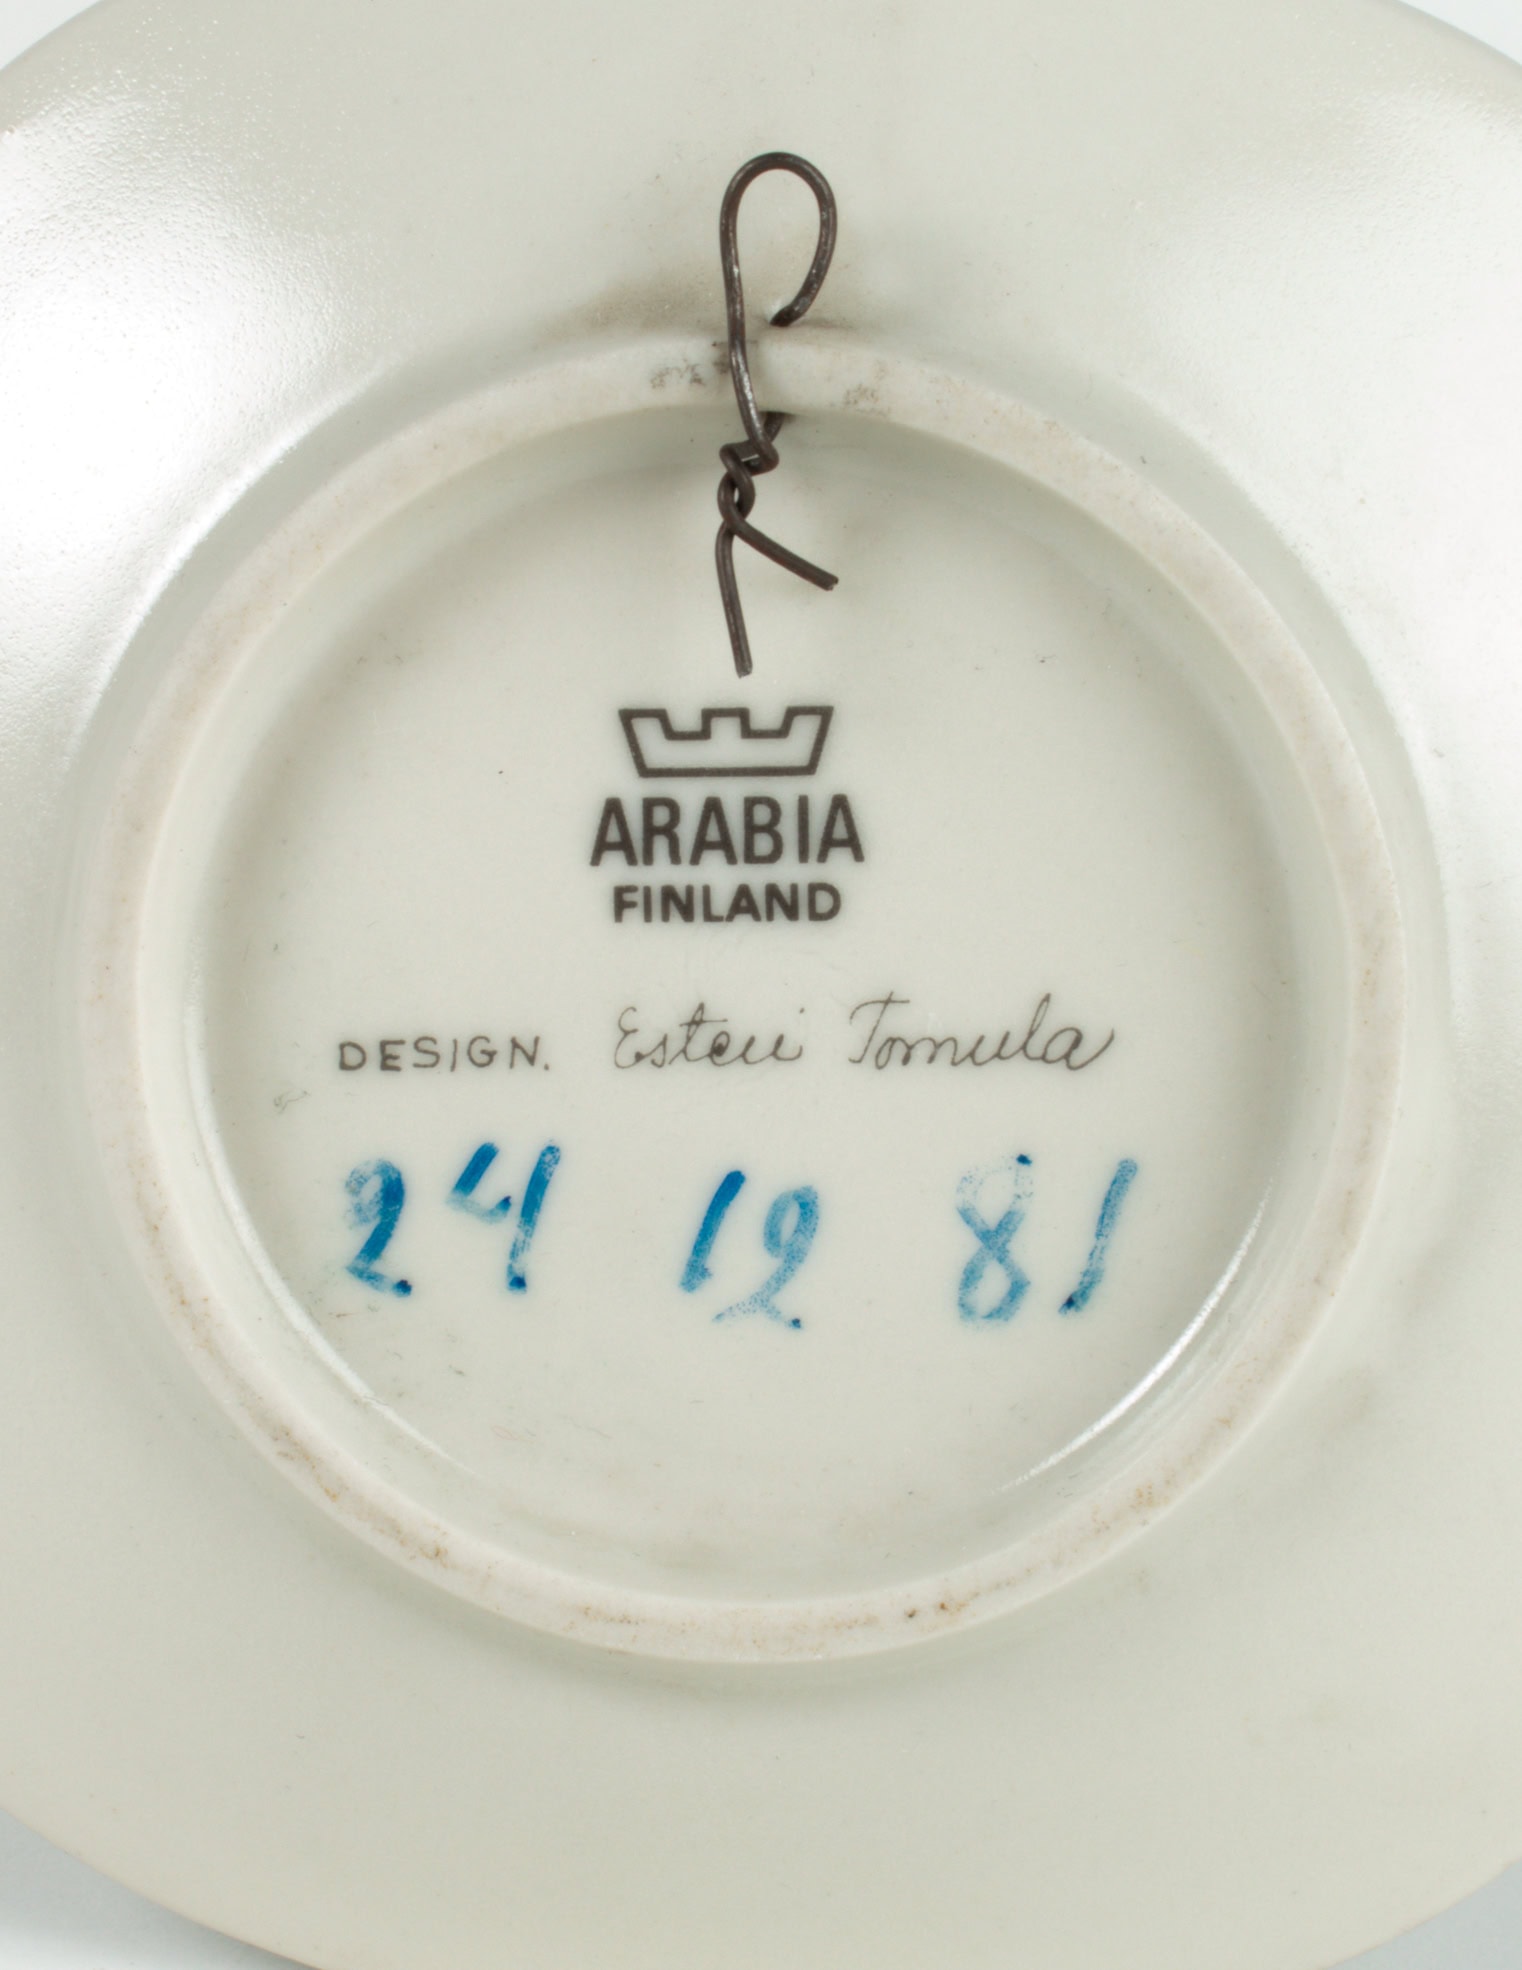 ARABIA
FINLAND
DESIGN. Esteri Tomula
24 12 81